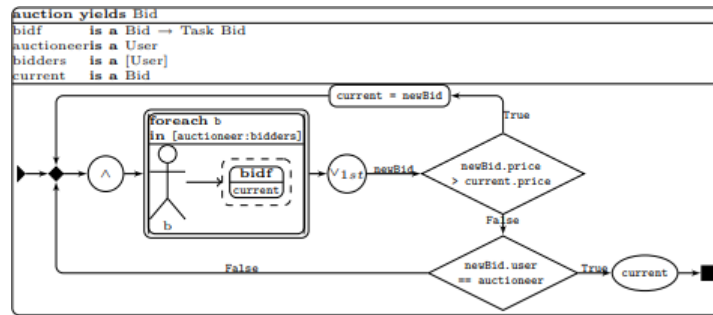 auction yields Bid
bidf is a Bid → Task Bid
auctioneer is a User
bidders is a [User]
current is a Bid
current = newBid
True
foreach b
in [auctioneer:bidders]
bidf
current
b
∧
∨1st
newBid
newBid.price
> current.price
False
newBid.user
== auctioneer
False
True
current